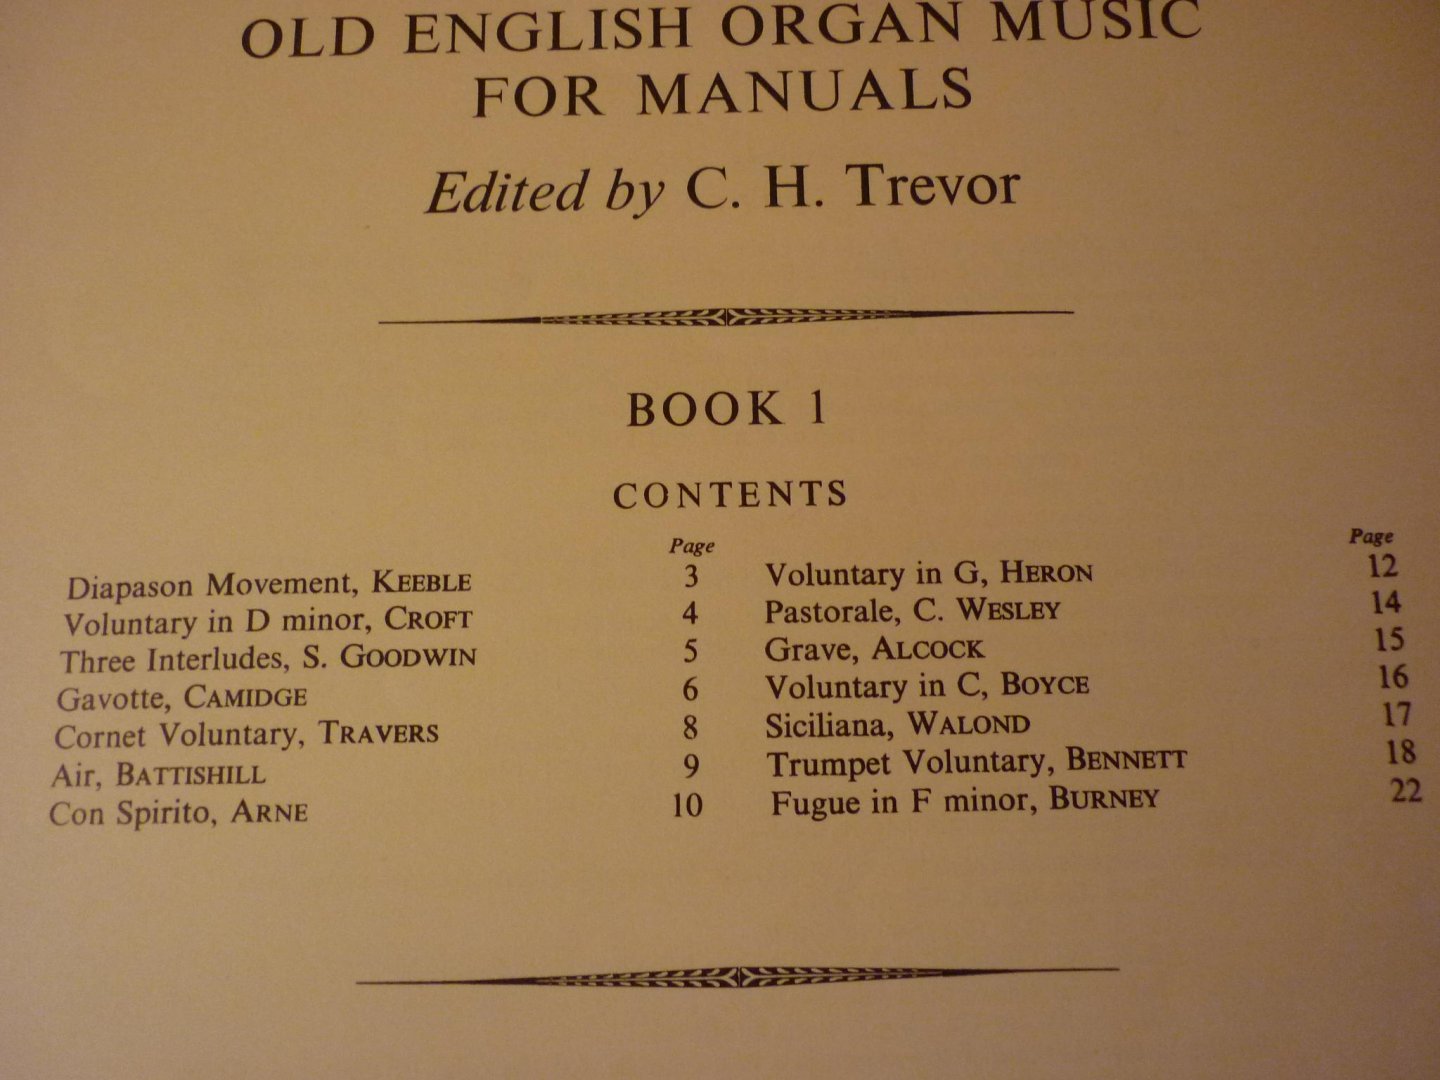 OLD ENGLISH ORGAN MUSIC
FOR MANUALS
Edited by C. H. Trevor
BOOK 1
CONTENTS
Page
Diapason Movement, KEEBLE 3
Voluntary in D minor, CROFT 4
Three Interludes, S. GOODWIN 5
Gavotte, CAMIDGE 6
Cornet Voluntary, TRAVERS 8
Air, BATTISHILL 9
Con Spirito, ARNE 10
Page
Voluntary in G, HERON 12
Pastorale, C. WESLEY 14
Grave, ALCOCK 15
Voluntary in C, BOYCE 16
Siciliana, WALOND 17
Trumpet Voluntary, BENNETT 18
Fugue in F minor, BURNEY 22